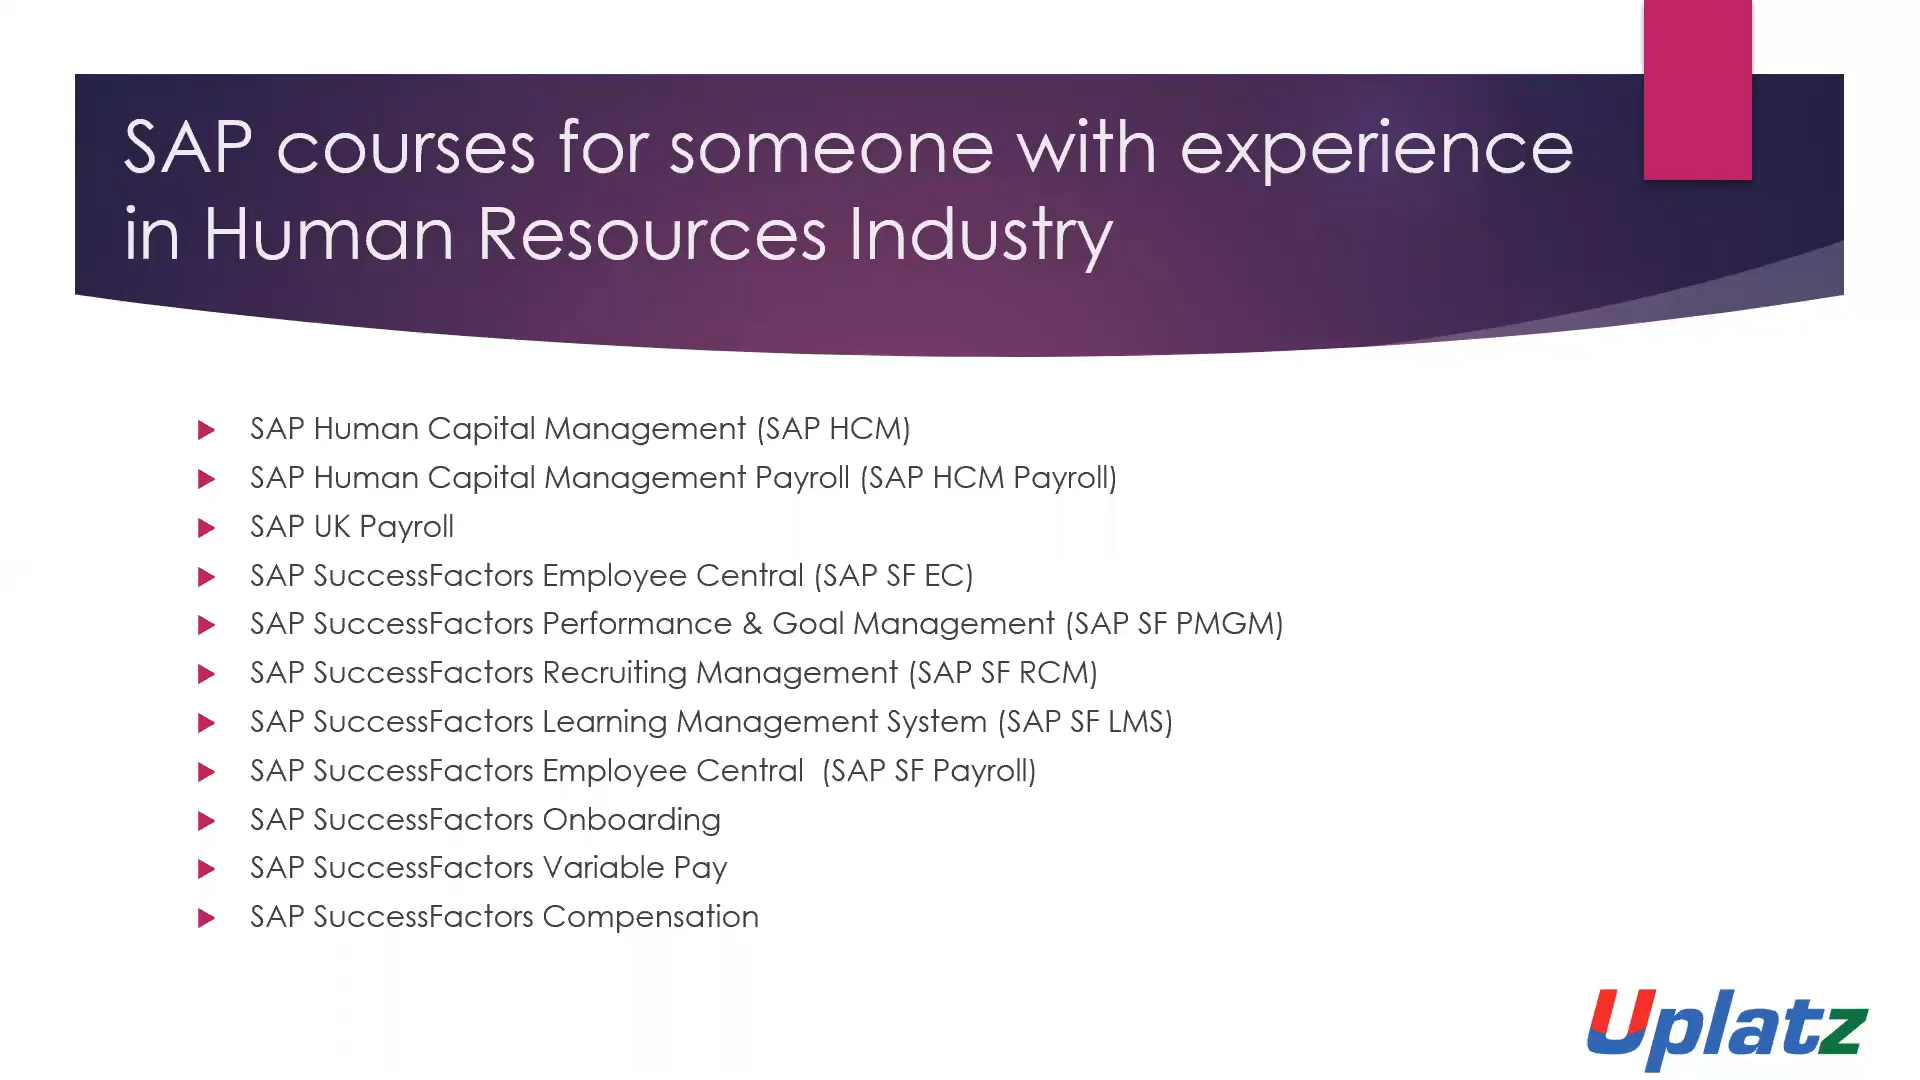 SAP courses for someone with experience
in Human Resources Industry
SAP Human Capital Management (SAP HCM)
SAP Human Capital Management Payroll (SAP HCM Payroll)
SAP UK Payroll
SAP SuccessFactors Employee Central (SAP SF EC)
SAP SuccessFactors Performance & Goal Management (SAP SF PMGM)
SAP SuccessFactors Recruiting Management (SAP SF RCM)
SAP SuccessFactors Learning Management System (SAP SF LMS)
SAP SuccessFactors Employee Central  (SAP SF Payroll)
SAP SuccessFactors Onboarding
SAP SuccessFactors Variable Pay
SAP SuccessFactors Compensation
Uplatz